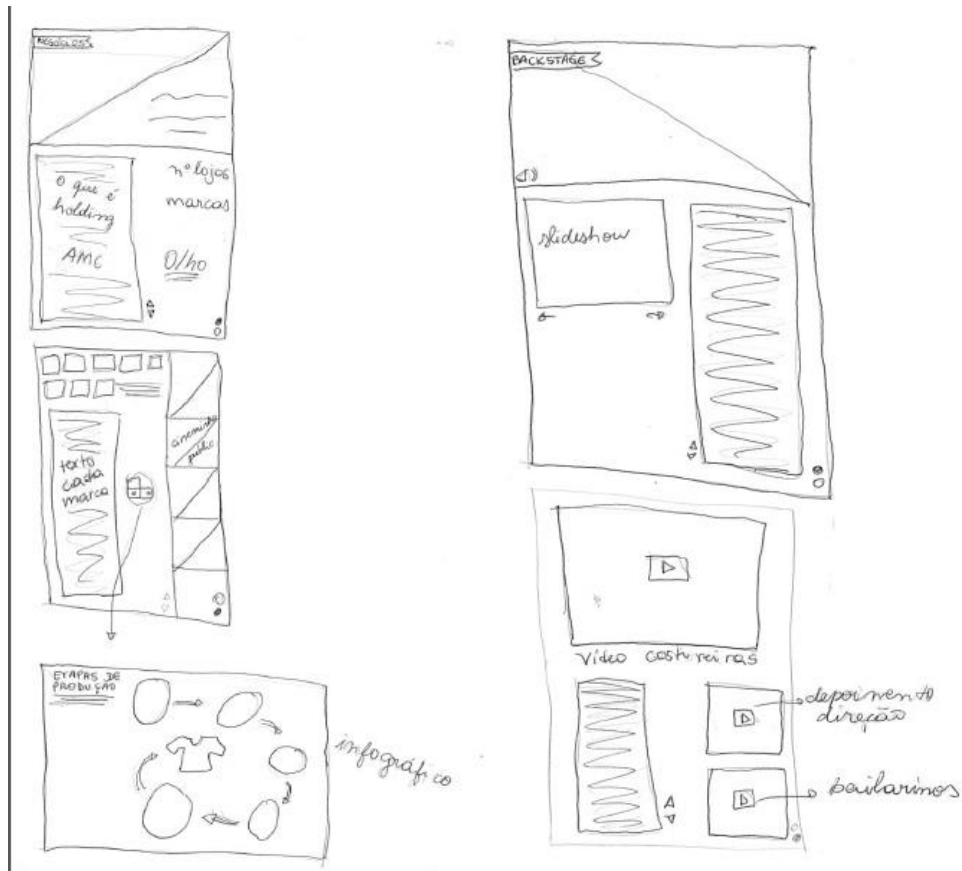 NEGÓCIOS
nº lojas
marcas
o que é
holding
AMC
texto
cada
marca
ETAPAS DE
PRODUÇÃO
infográfico
BACKSTAGE
slideshow
vídeo costureiras
depoimento
direção
bailarinos